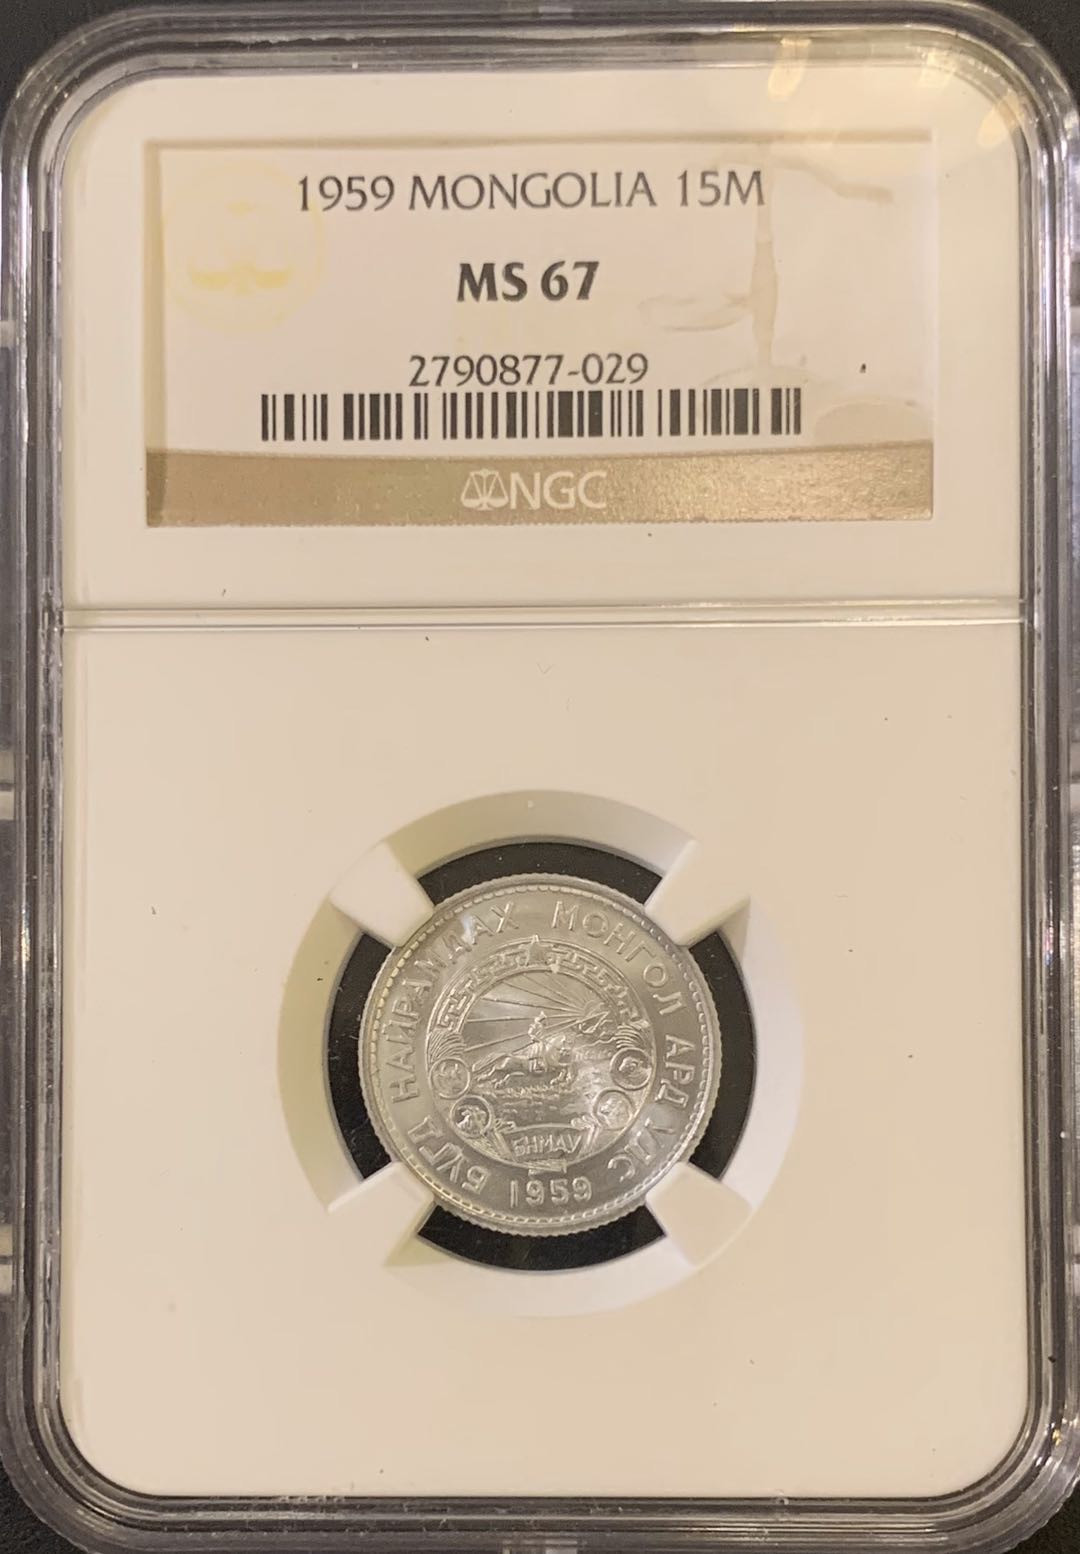 1959 MONGOLIA 15M
MS 67
2790877-029
NGC
БҮГД НАЙРАМДАХ МОНГОЛ АРД УЛС
БНМАУ
1959